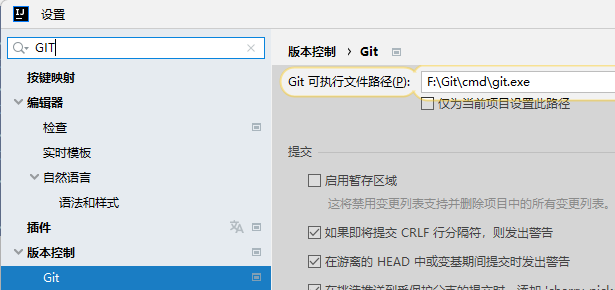 设置
GIT
按键映射
编辑器
检查
实时模板
自然语言
语法和样式
插件
版本控制
Git
版本控制 › Git
Git 可执行文件路径(P): F:\Git\cmd\git.exe
仅为当前项目设置此路径
提交
启用暂存区域
这将禁用变更列表支持并删除项目中的所有变更列表。
如果即将提交 CRLF 行分隔符，则发出警告
在游离的 HEAD 中或变基期间提交时发出警告